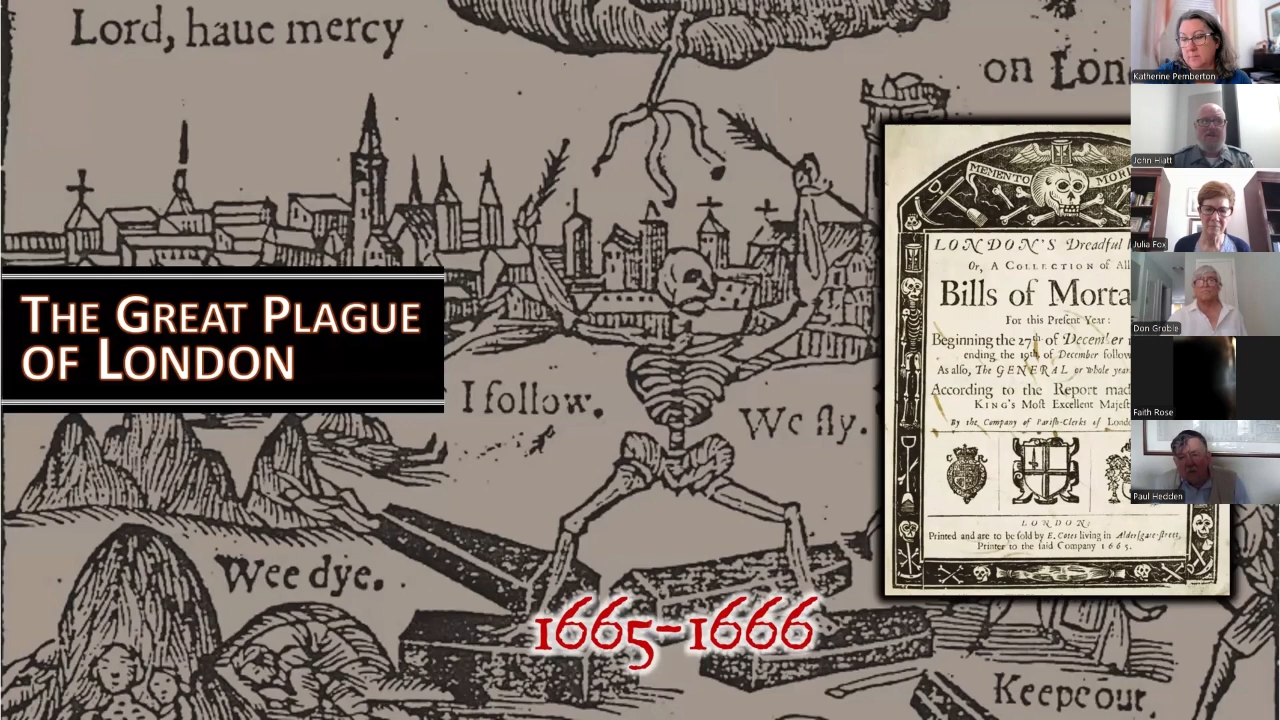 Lord, haue mercy
on Lon
THE GREAT PLAGUE
OF LONDON
I follow.
We fly.
Wee dye.
Keepe out.
1665-1666
MEMENTO MORI
LONDON'S Dreadful
Or, A COLLECTION of All
Bills of Morta
For this Present Year:
Beginning the 27th of December
ending the 19th of December follow
As also, The GENERAL or whole year
According to the Report mad
KING'S Most Excellent Majest
By the Company of Parish-Clerks of Lond
LONDON:
Printed and are to be sold by E. Cotes living in Aldersgate-street,
Printer to the said Company 1665.
Katherine Pemberton
John Hiatt
Julia Fox
Don Groble
Faith Rose
Paul Hedden